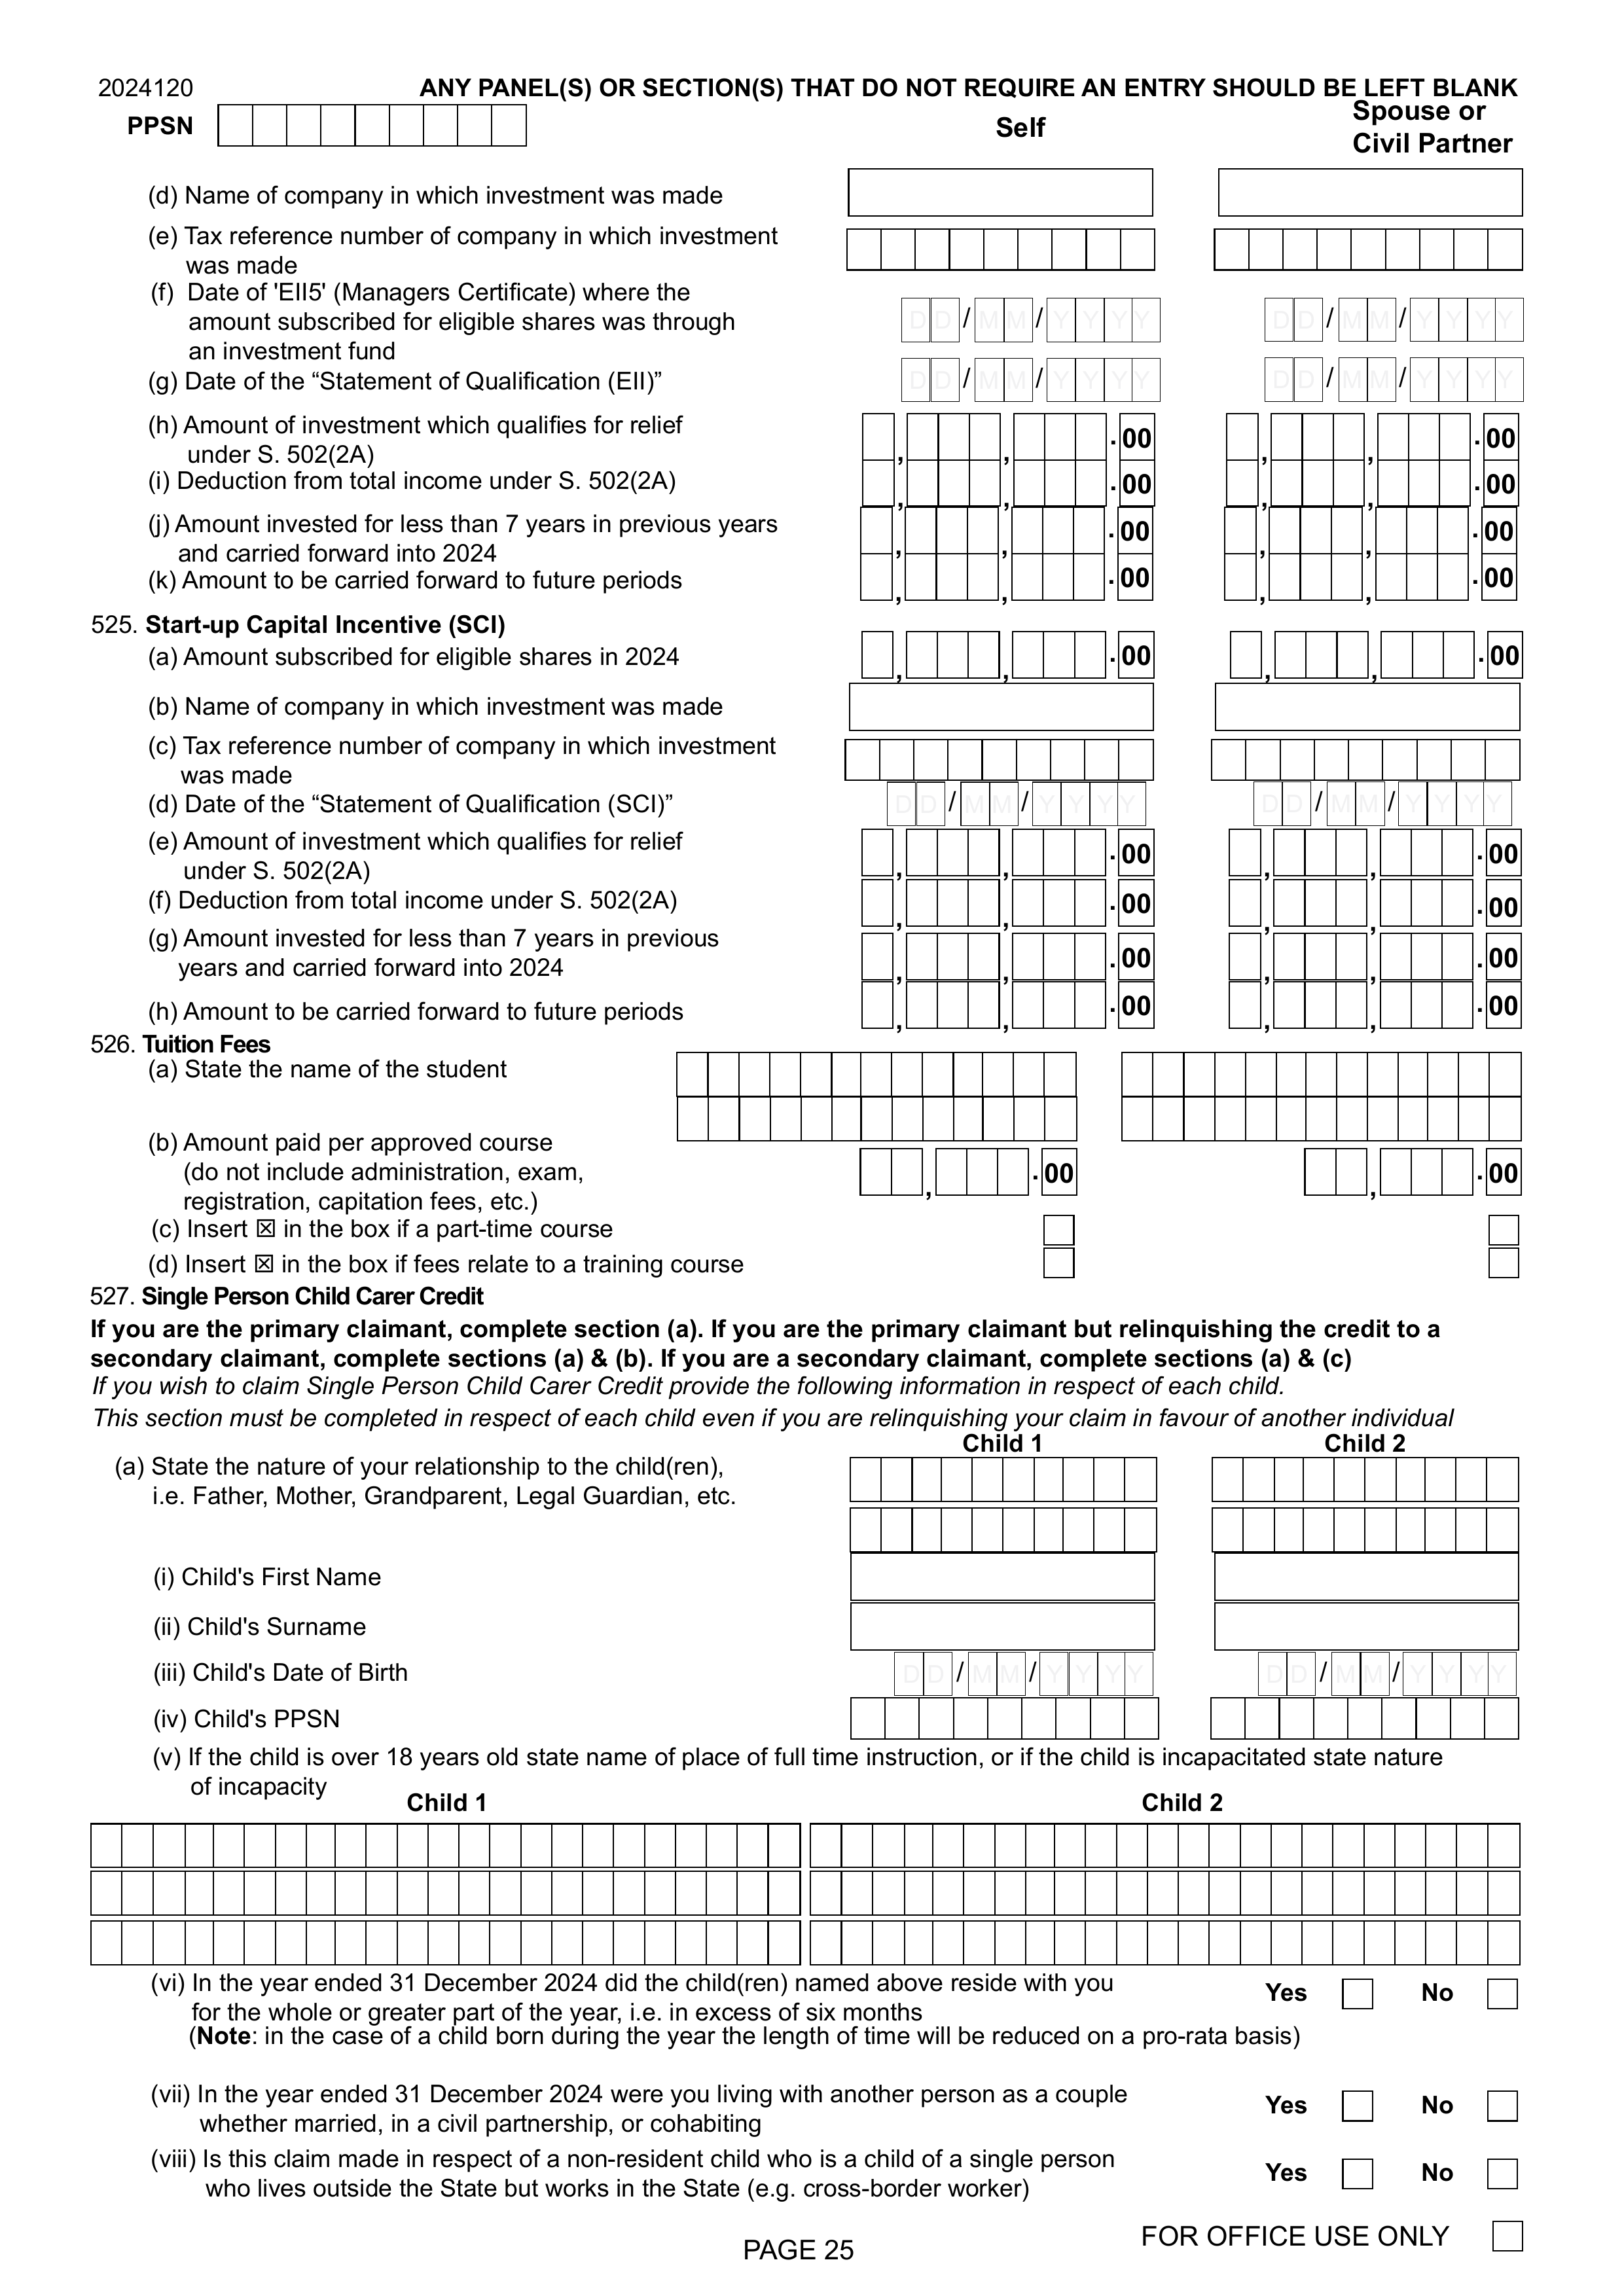 2024120
ANY PANEL(S) OR SECTION(S) THAT DO NOT REQUIRE AN ENTRY SHOULD BE LEFT BLANK
PPSN
Self
Spouse or
Civil Partner
(d) Name of company in which investment was made
(e) Tax reference number of company in which investment
was made
(f) Date of 'EII5' (Managers Certificate) where the
amount subscribed for eligible shares was through
an investment fund
DD/MM/YYYY DD/MM/YYYY
(g) Date of the “Statement of Qualification (EII)”
DD/MM/YYYY DD/MM/YYYY
(h) Amount of investment which qualifies for relief
under S. 502(2A)
, , .00 , , .00
(i) Deduction from total income under S. 502(2A)
, , .00 , , .00
(j) Amount invested for less than 7 years in previous years
and carried forward into 2024
, , .00 , , .00
(k) Amount to be carried forward to future periods
, , .00 , , .00
525. Start-up Capital Incentive (SCI)
(a) Amount subscribed for eligible shares in 2024
, , .00 , , .00
(b) Name of company in which investment was made
(c) Tax reference number of company in which investment
was made
(d) Date of the “Statement of Qualification (SCI)”
DD/MM/YYYY DD/MM/YYYY
(e) Amount of investment which qualifies for relief
under S. 502(2A)
, , .00 , , .00
(f) Deduction from total income under S. 502(2A)
, , .00 , , .00
(g) Amount invested for less than 7 years in previous
years and carried forward into 2024
, , .00 , , .00
(h) Amount to be carried forward to future periods
, , .00 , , .00
526. Tuition Fees
(a) State the name of the student
(b) Amount paid per approved course
(do not include administration, exam,
registration, capitation fees, etc.)
, .00 , .00
(c) Insert ☒ in the box if a part-time course
(d) Insert ☒ in the box if fees relate to a training course
527. Single Person Child Carer Credit
If you are the primary claimant, complete section (a). If you are the primary claimant but relinquishing the credit to a
secondary claimant, complete sections (a) & (b). If you are a secondary claimant, complete sections (a) & (c)
If you wish to claim Single Person Child Carer Credit provide the following information in respect of each child.
This section must be completed in respect of each child even if you are relinquishing your claim in favour of another individual
Child 1 Child 2
(a) State the nature of your relationship to the child(ren),
i.e. Father, Mother, Grandparent, Legal Guardian, etc.
(i) Child's First Name
(ii) Child's Surname
(iii) Child's Date of Birth
DD/MM/YYYY DD/MM/YYYY
(iv) Child's PPSN
(v) If the child is over 18 years old state name of place of full time instruction, or if the child is incapacitated state nature
of incapacity
Child 1 Child 2
(vi) In the year ended 31 December 2024 did the child(ren) named above reside with you
for the whole or greater part of the year, i.e. in excess of six months
Yes No
(Note: in the case of a child born during the year the length of time will be reduced on a pro-rata basis)
(vii) In the year ended 31 December 2024 were you living with another person as a couple
whether married, in a civil partnership, or cohabiting
Yes No
(viii) Is this claim made in respect of a non-resident child who is a child of a single person
who lives outside the State but works in the State (e.g. cross-border worker)
Yes No
FOR OFFICE USE ONLY
PAGE 25